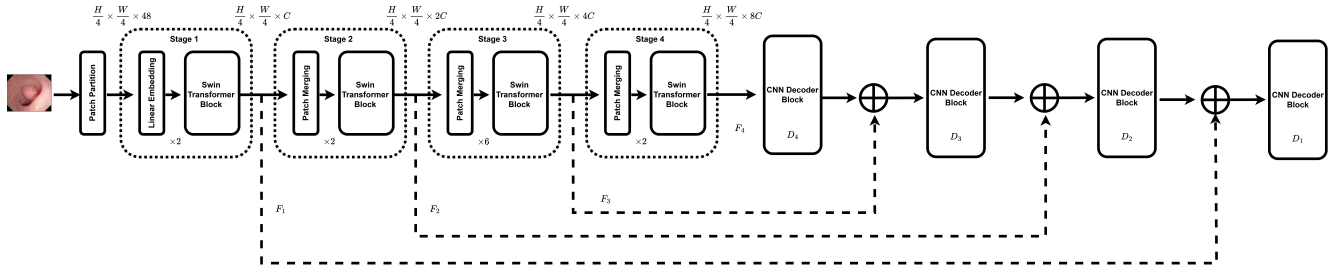 H/4 × W/4 × 48
H/4 × W/4 × C
H/4 × W/4 × 2C
H/4 × W/4 × 4C
H/4 × W/4 × 8C
Patch Partition
Stage 1
Linear Embedding
Swin
Transformer
Block
×2
Stage 2
Patch Merging
Swin
Transformer
Block
×2
Stage 3
Patch Merging
Swin
Transformer
Block
×6
Stage 4
Patch Merging
Swin
Transformer
Block
×2
F₄
CNN Decoder
Block
D₄
CNN Decoder
Block
D₃
CNN Decoder
Block
D₂
CNN Decoder
Block
D₁
F₁
F₂
F₃